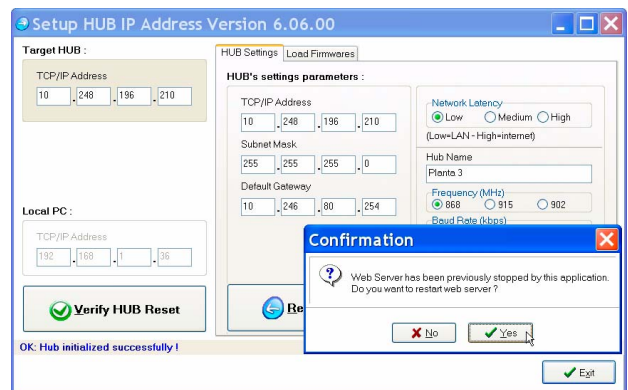 Setup HUB IP Address Version 6.06.00
Target HUB :
TCP/IP Address
10 . 248 . 196 . 210
Local PC :
TCP/IP Address
192 . 168 . 1 . 36
Verify HUB Reset
OK: Hub initialized successfully !
HUB Settings
Load Firmwares
HUB's settings parameters :
TCP/IP Address
10 . 248 . 196 . 210
Subnet Mask
255 . 255 . 255 . 0
Default Gateway
10 . 246 . 80 . 254
Re
Network Latency
Low Medium High
(Low=LAN - High=internet)
Hub Name
Planta 3
Frequency (MHz)
868 915 902
Baud Rate (kbps)
Confirmation
Web Server has been previously stopped by this application.
Do you want to restart web server ?
No
Yes
Exit